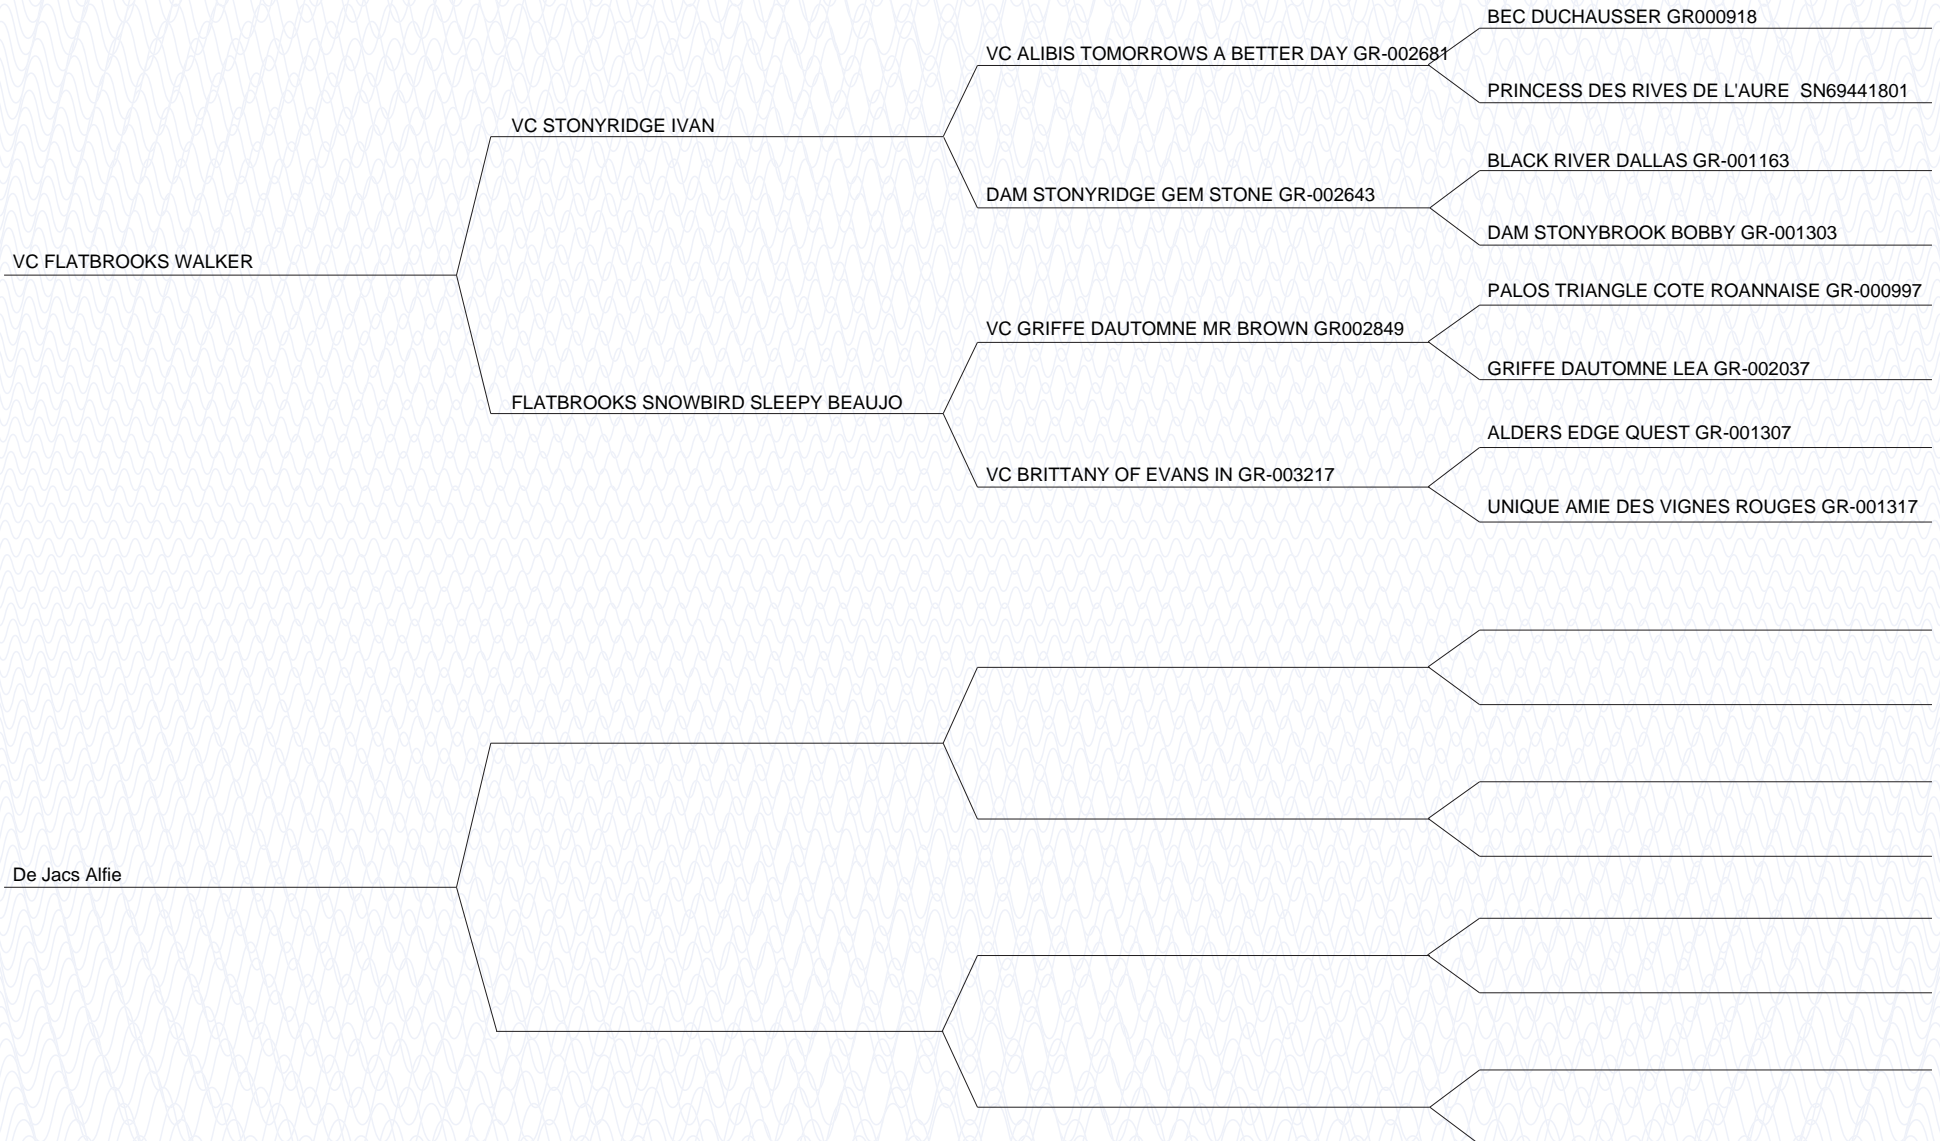 BEC DUCHAUSSER GR000918
VC ALIBIS TOMORROWS A BETTER DAY GR-002681
PRINCESS DES RIVES DE L'AURE  SN69441801
VC STONYRIDGE IVAN
BLACK RIVER DALLAS GR-001163
DAM STONYRIDGE GEM STONE GR-002643
DAM STONYBROOK BOBBY GR-001303
VC FLATBROOKS WALKER
PALOS TRIANGLE COTE ROANNAISE GR-000997
VC GRIFFE DAUTOMNE MR BROWN GR002849
GRIFFE DAUTOMNE LEA GR-002037
FLATBROOKS SNOWBIRD SLEEPY BEAUJO
ALDERS EDGE QUEST GR-001307
VC BRITTANY OF EVANS IN GR-003217
UNIQUE AMIE DES VIGNES ROUGES GR-001317
De Jacs Alfie